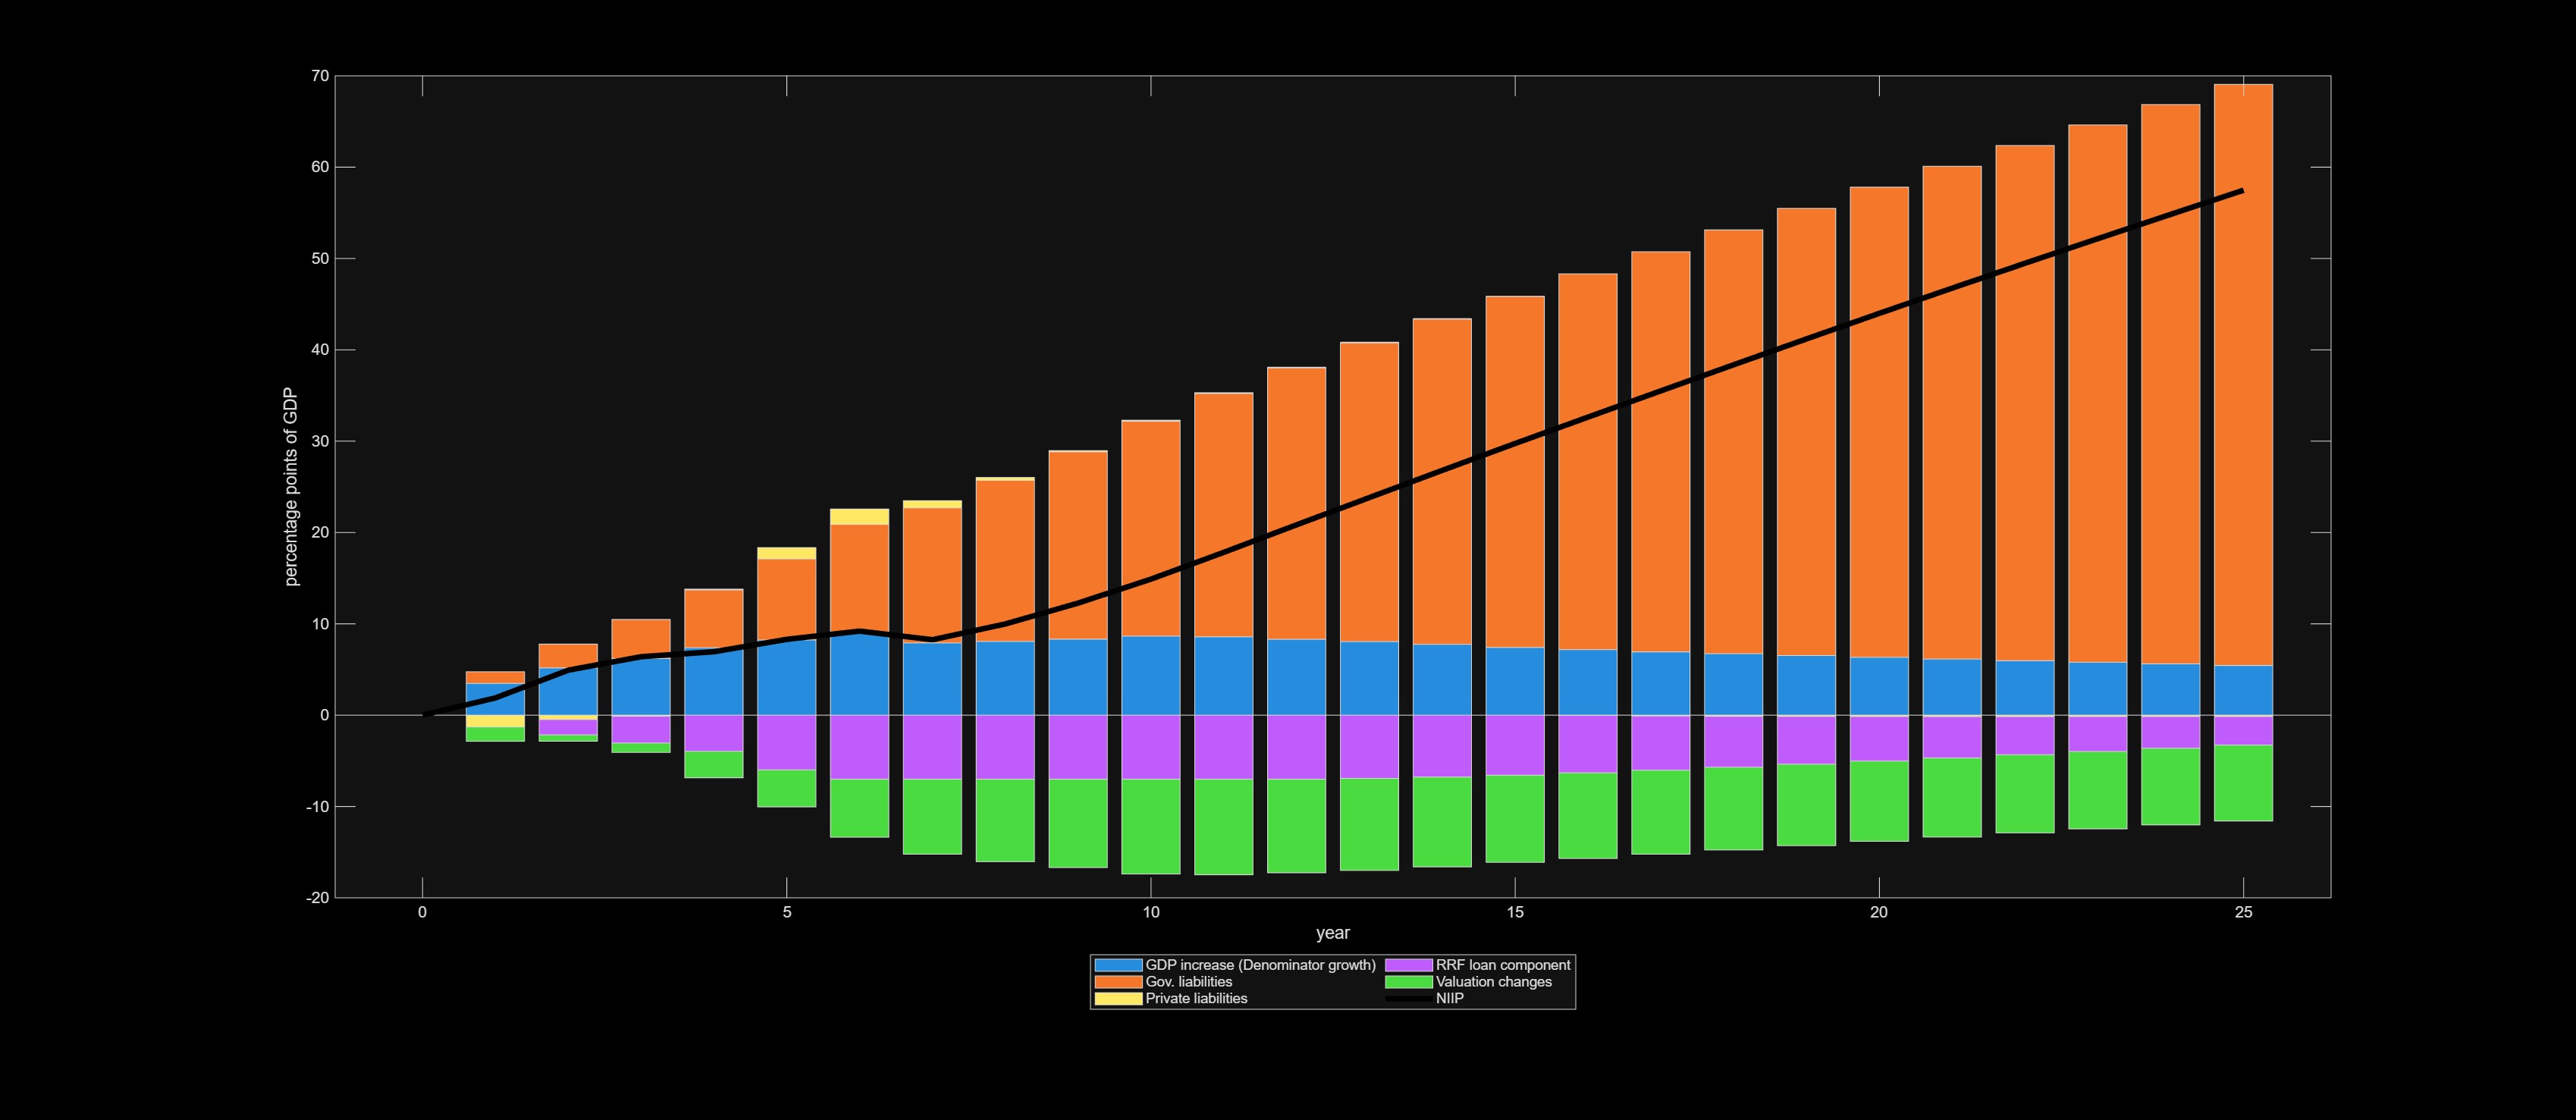 70
60
50
40
30
20
10
0
-10
-20
percentage points of GDP
0 5 10 15 20 25
year
GDP increase (Denominator growth) RRF loan component
Gov. liabilities Valuation changes
Private liabilities NIIP